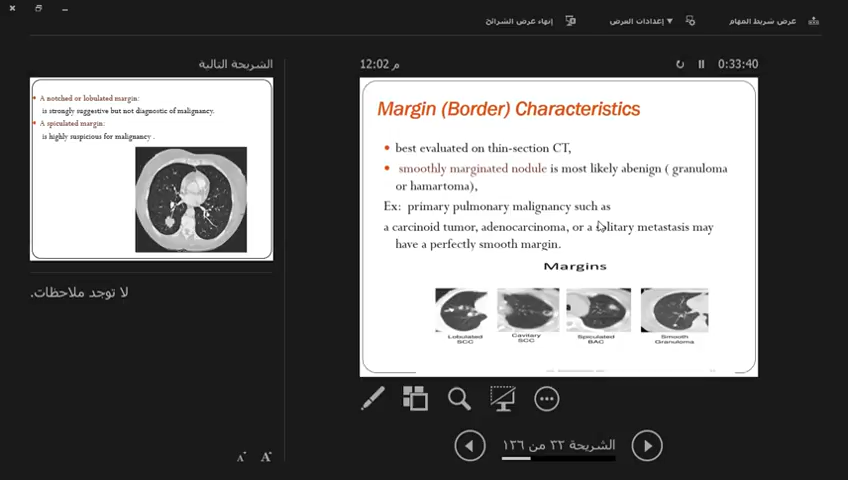 عرض شريط المهام
إعدادات العرض ▼
إنهاء عرض الشرائح
الشريحة التالية
A notched or lobulated margin:
is strongly suggestive but not diagnostic of malignancy.
A spiculated margin:
is highly suspicious for malignancy .
لا توجد ملاحظات.
0:33:40
12:02 م
Margin (Border) Characteristics
best evaluated on thin-section CT,
smoothly marginated nodule is most likely abenign ( granuloma
or hamartoma),
Ex: primary pulmonary malignancy such as
a carcinoid tumor, adenocarcinoma, or a solitary metastasis may
have a perfectly smooth margin.
Margins
Lobulated
SCC
Cavitary
SCC
Spiculated
BAC
Smooth
Granuloma
الشريحة ٣٢ من ١٣٦
A A